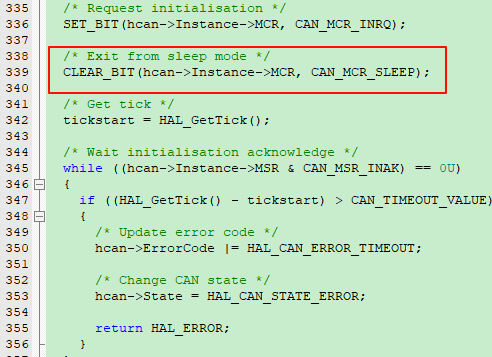 335 /* Request initialisation */
336 SET_BIT(hcan->Instance->MCR, CAN_MCR_INRQ);
337
338 /* Exit from sleep mode */
339 CLEAR_BIT(hcan->Instance->MCR, CAN_MCR_SLEEP);
340
341 /* Get tick */
342 tickstart = HAL_GetTick();
343
344 /* Wait initialisation acknowledge */
345 while ((hcan->Instance->MSR & CAN_MSR_INAK) == 0U)
346 {
347 if ((HAL_GetTick() - tickstart) > CAN_TIMEOUT_VALUE)
348 {
349 /* Update error code */
350 hcan->ErrorCode |= HAL_CAN_ERROR_TIMEOUT;
351
352 /* Change CAN state */
353 hcan->State = HAL_CAN_STATE_ERROR;
354
355 return HAL_ERROR;
356 }